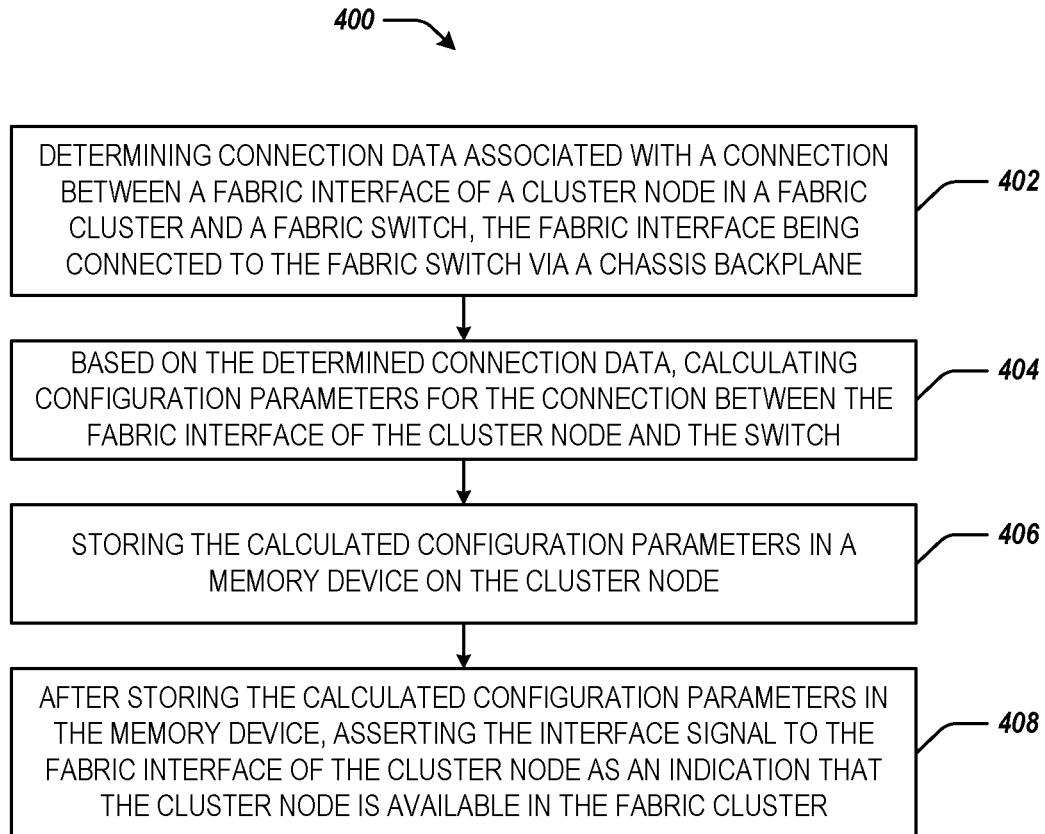 400
DETERMINING CONNECTION DATA ASSOCIATED WITH A CONNECTION
BETWEEN A FABRIC INTERFACE OF A CLUSTER NODE IN A FABRIC
CLUSTER AND A FABRIC SWITCH, THE FABRIC INTERFACE BEING
CONNECTED TO THE FABRIC SWITCH VIA A CHASSIS BACKPLANE
402
BASED ON THE DETERMINED CONNECTION DATA, CALCULATING
CONFIGURATION PARAMETERS FOR THE CONNECTION BETWEEN THE
FABRIC INTERFACE OF THE CLUSTER NODE AND THE SWITCH
404
STORING THE CALCULATED CONFIGURATION PARAMETERS IN A
MEMORY DEVICE ON THE CLUSTER NODE
406
AFTER STORING THE CALCULATED CONFIGURATION PARAMETERS IN
THE MEMORY DEVICE, ASSERTING THE INTERFACE SIGNAL TO THE
FABRIC INTERFACE OF THE CLUSTER NODE AS AN INDICATION THAT
THE CLUSTER NODE IS AVAILABLE IN THE FABRIC CLUSTER
408